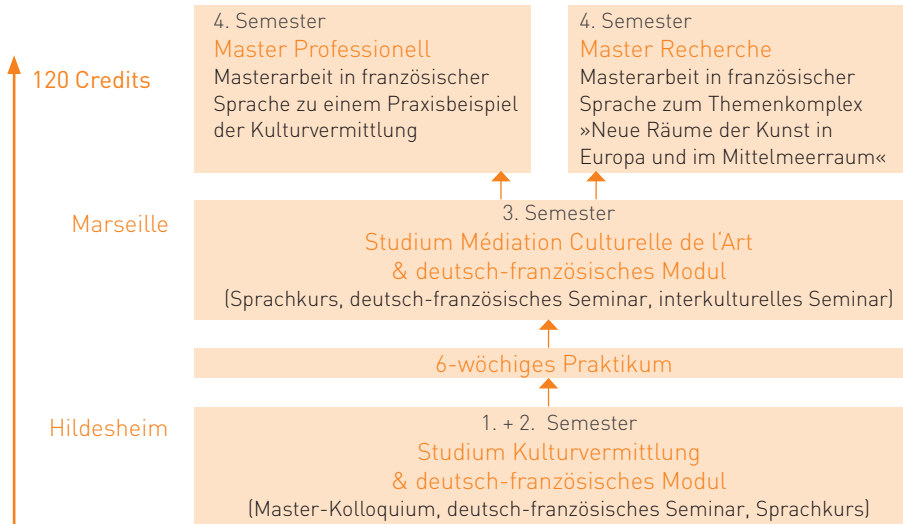 4. Semester
Master Professionell
Masterarbeit in französischer
Sprache zu einem Praxisbeispiel
der Kulturvermittlung
4. Semester
Master Recherche
Masterarbeit in französischer
Sprache zum Themenkomplex
»Neue Räume der Kunst in
Europa und im Mittelmeerraum«
120 Credits
Marseille
3. Semester
Studium Médiation Culturelle de l‘Art
& deutsch-französisches Modul
(Sprachkurs, deutsch-französisches Seminar, interkulturelles Seminar)
6-wöchiges Praktikum
Hildesheim
1. + 2. Semester
Studium Kulturvermittlung
& deutsch-französisches Modul
(Master-Kolloquium, deutsch-französisches Seminar, Sprachkurs)